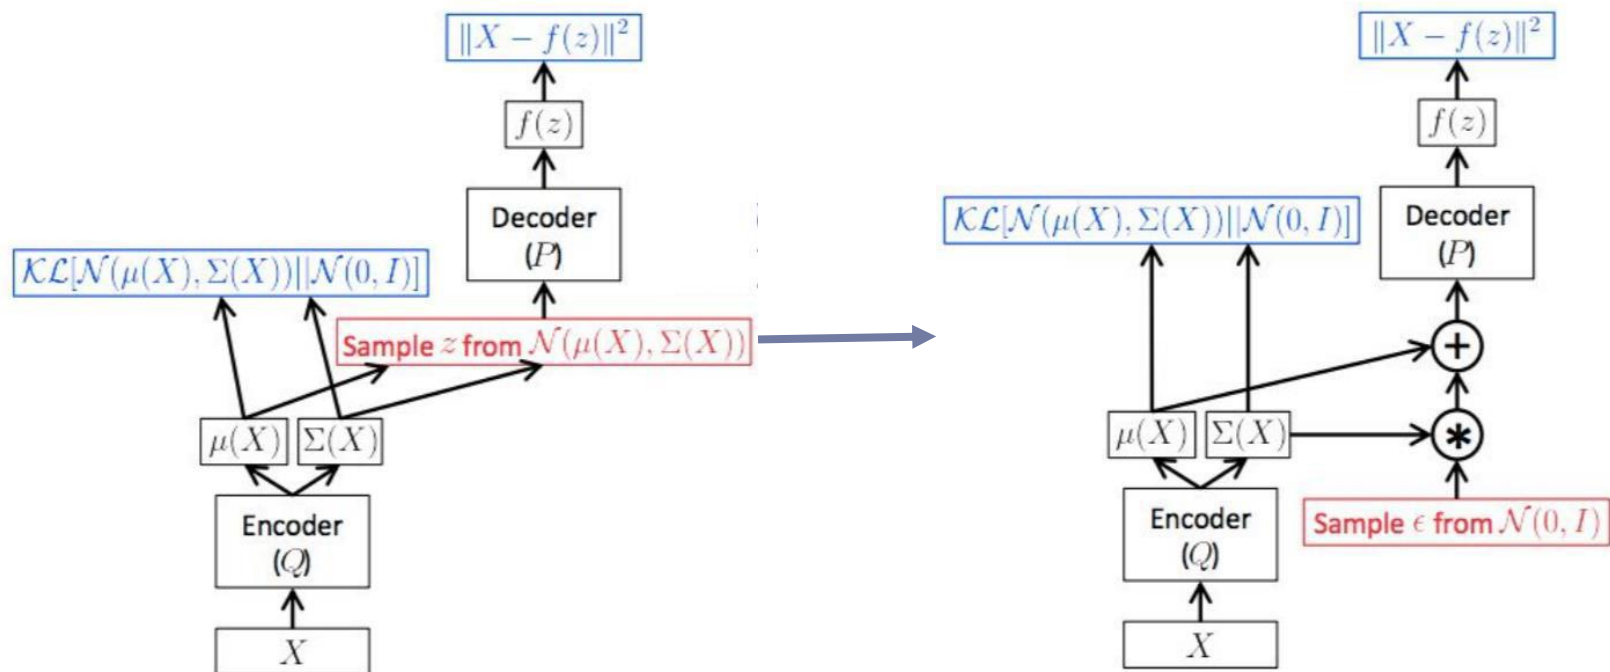 ‖X − f(z)‖²
f(z)
Decoder
(P)
𝒦ℒ[𝒩(μ(X), Σ(X))||𝒩(0, I)]
Sample z from 𝒩(μ(X), Σ(X))
μ(X) Σ(X)
Encoder
(Q)
X
‖X − f(z)‖²
f(z)
Decoder
(P)
𝒦ℒ[𝒩(μ(X), Σ(X))||𝒩(0, I)]
+
μ(X) Σ(X) *
Sample ϵ from 𝒩(0, I)
Encoder
(Q)
X